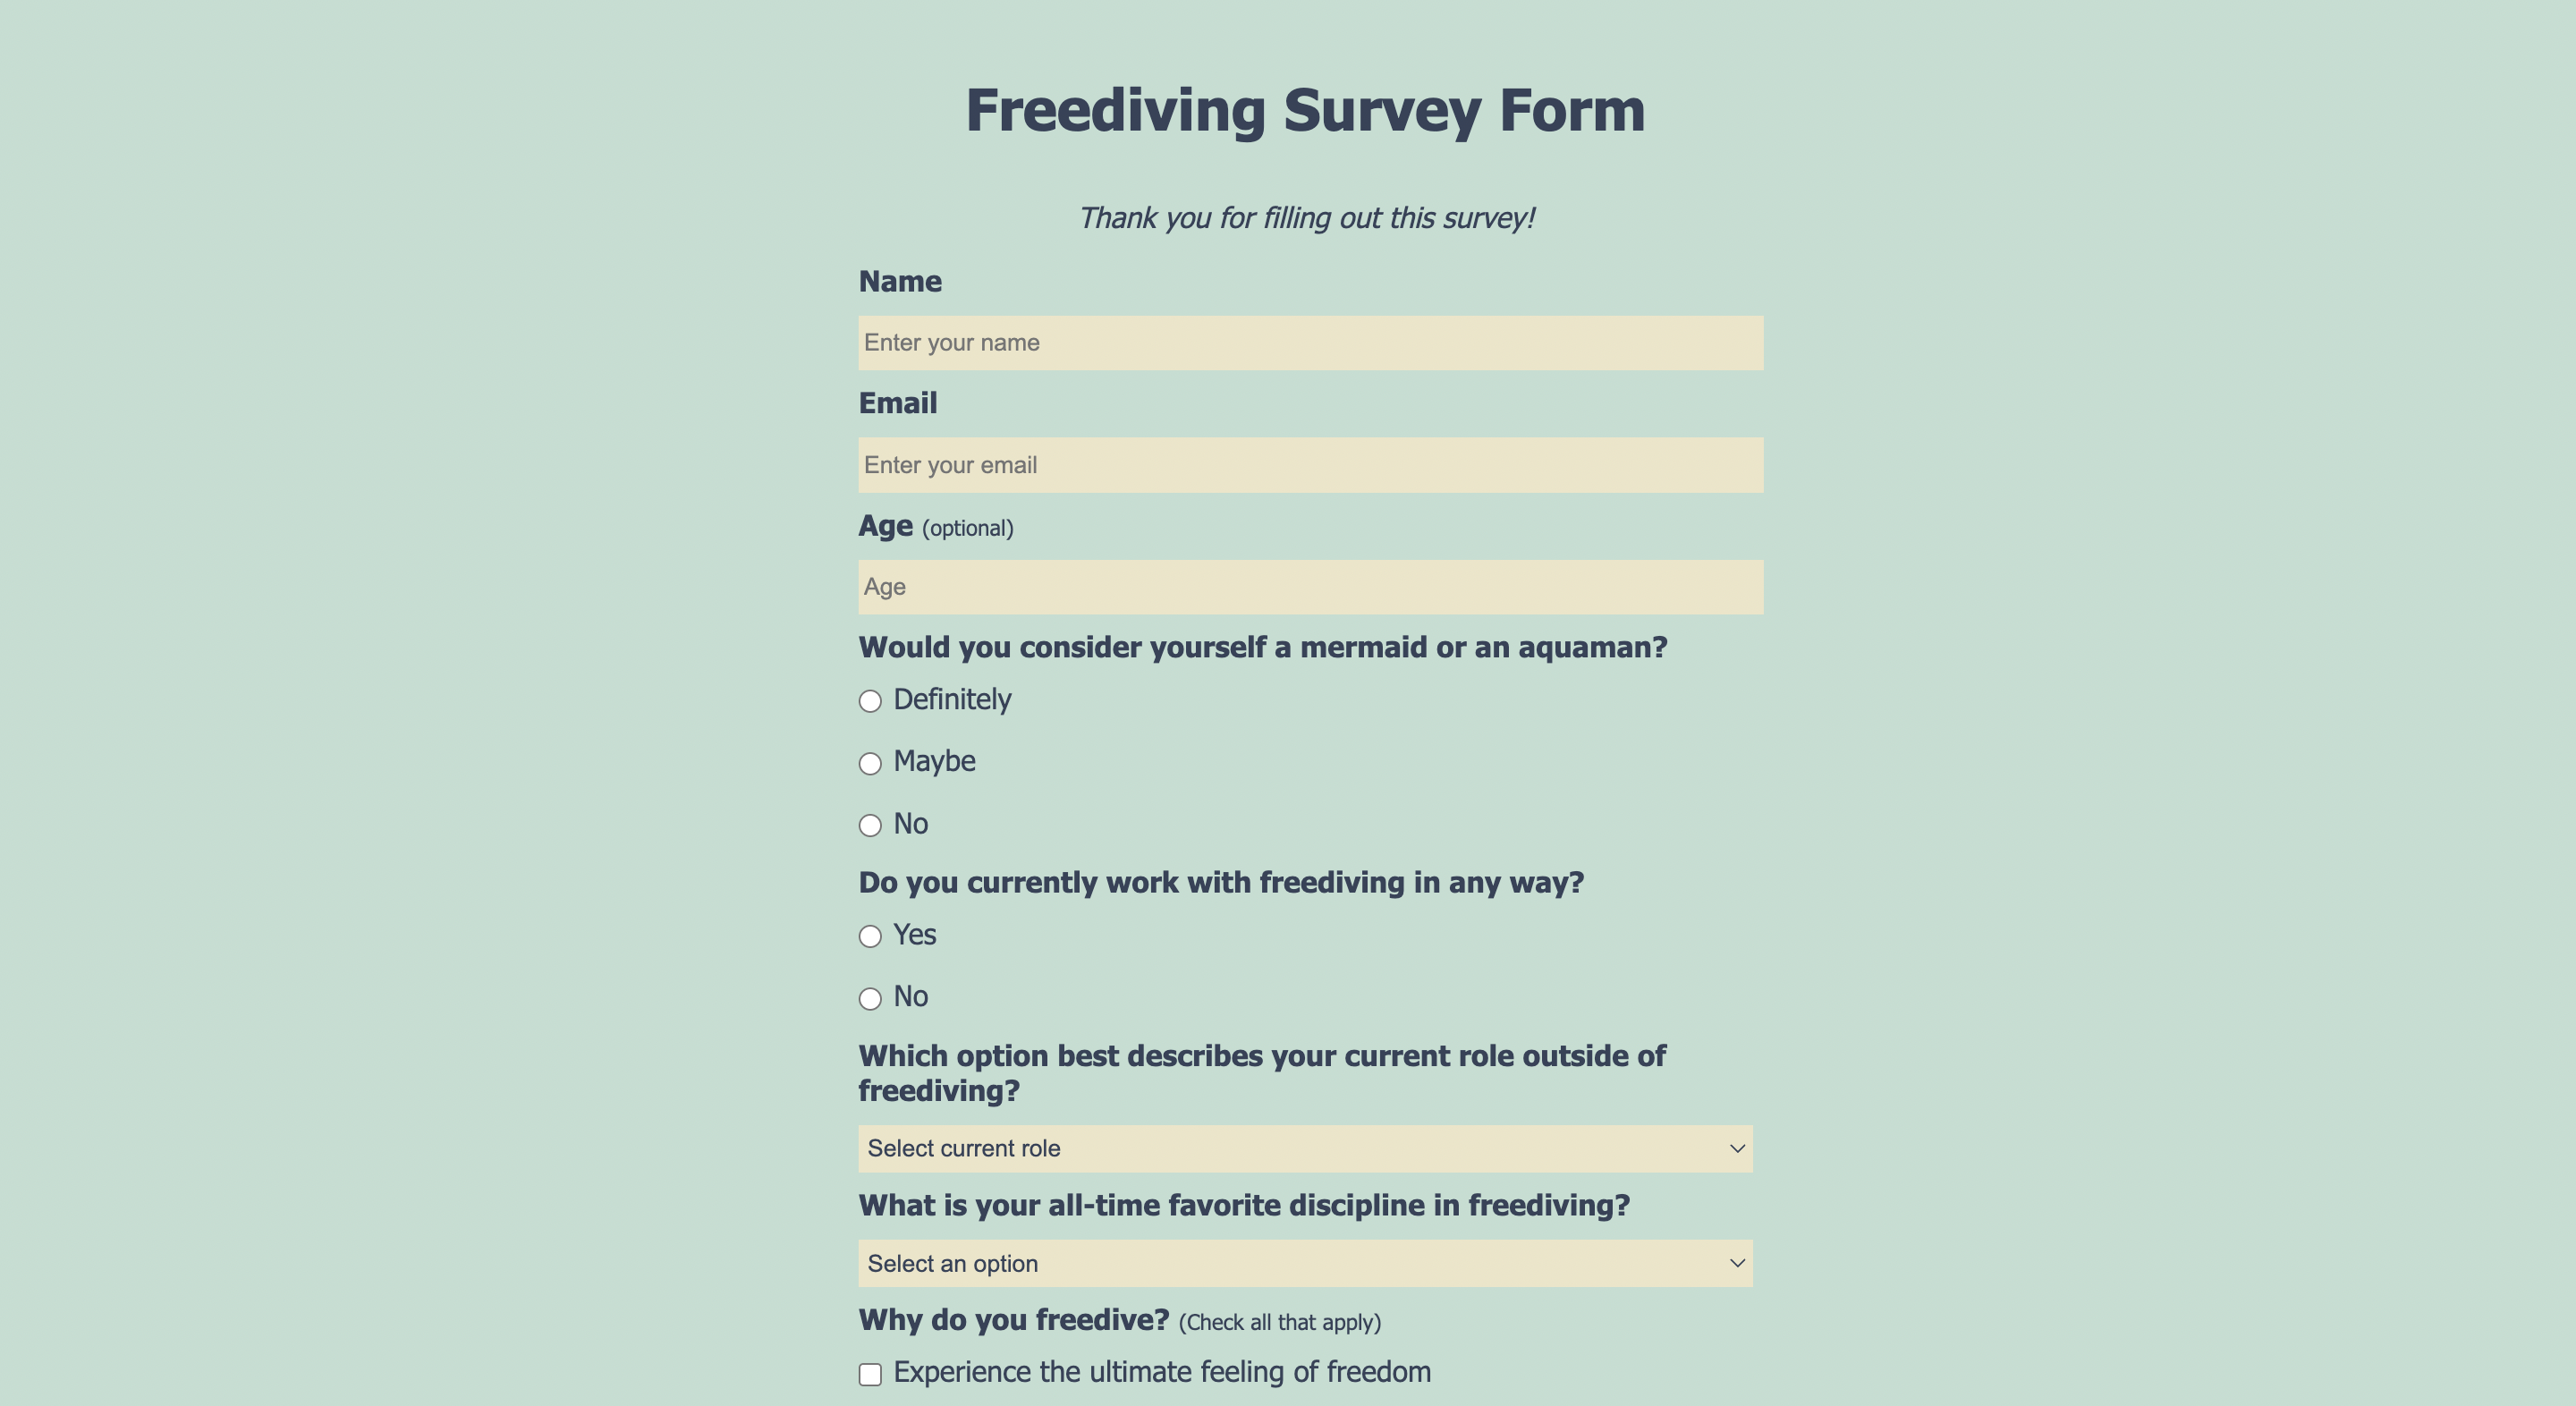 Freediving Survey Form
Thank you for filling out this survey!
Name
Enter your name
Email
Enter your email
Age (optional)
Age
Would you consider yourself a mermaid or an aquaman?
Definitely
Maybe
No
Do you currently work with freediving in any way?
Yes
No
Which option best describes your current role outside of
freediving?
Select current role
What is your all-time favorite discipline in freediving?
Select an option
Why do you freedive? (Check all that apply)
Experience the ultimate feeling of freedom